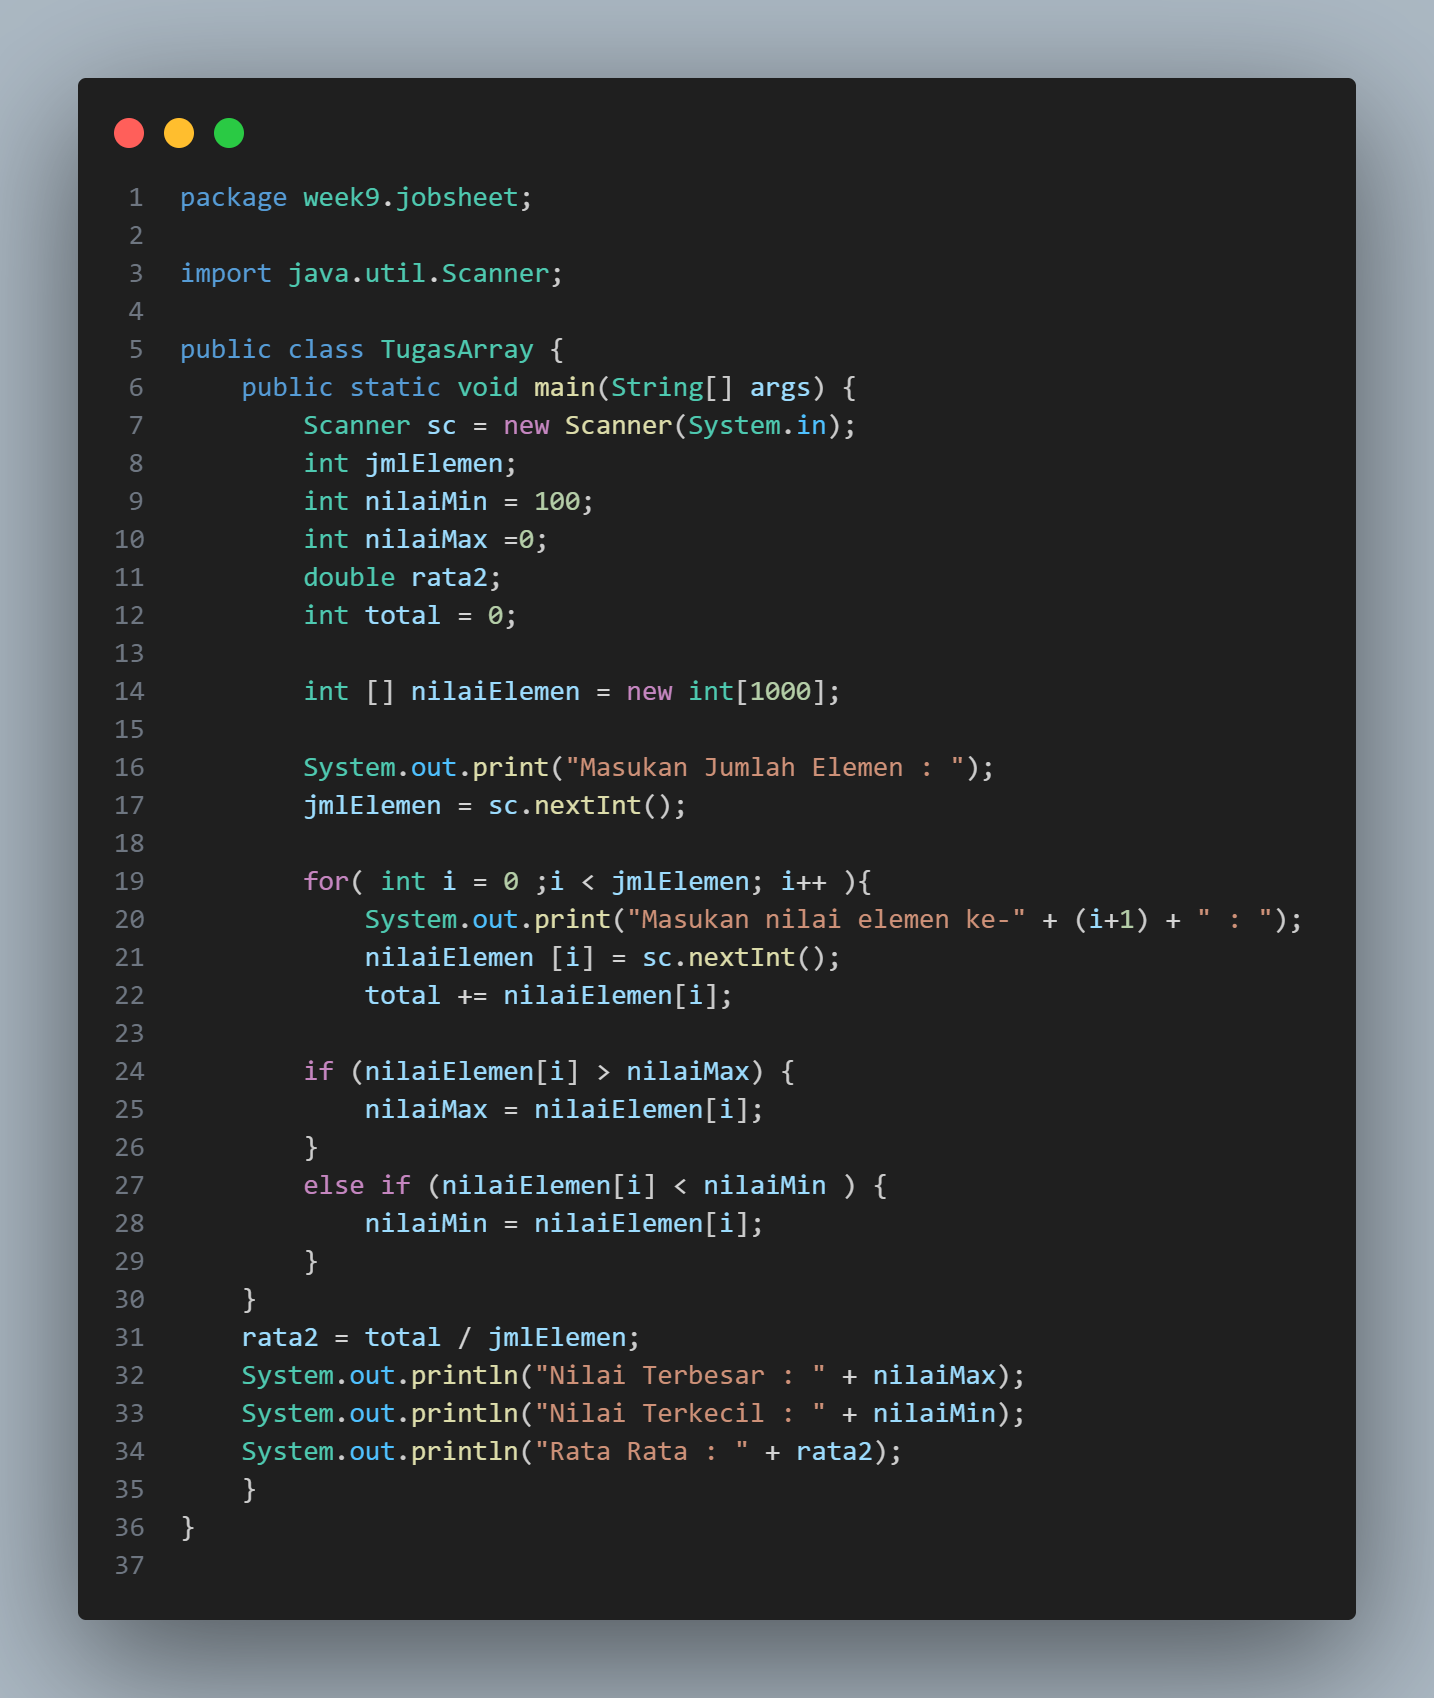 1 package week9.jobsheet;
2
3 import java.util.Scanner;
4
5 public class TugasArray {
6     public static void main(String[] args) {
7         Scanner sc = new Scanner(System.in);
8         int jmlElemen;
9         int nilaiMin = 100;
10         int nilaiMax =0;
11         double rata2;
12         int total = 0;
13
14         int [] nilaiElemen = new int[1000];
15
16         System.out.print("Masukan Jumlah Elemen : ");
17         jmlElemen = sc.nextInt();
18
19         for( int i = 0 ;i < jmlElemen; i++ ){
20             System.out.print("Masukan nilai elemen ke-" + (i+1) + " : ");
21             nilaiElemen [i] = sc.nextInt();
22             total += nilaiElemen[i];
23
24         if (nilaiElemen[i] > nilaiMax) {
25             nilaiMax = nilaiElemen[i];
26         }
27         else if (nilaiElemen[i] < nilaiMin ) {
28             nilaiMin = nilaiElemen[i];
29         }
30     }
31     rata2 = total / jmlElemen;
32     System.out.println("Nilai Terbesar : " + nilaiMax);
33     System.out.println("Nilai Terkecil : " + nilaiMin);
34     System.out.println("Rata Rata : " + rata2);
35     }
36 }
37